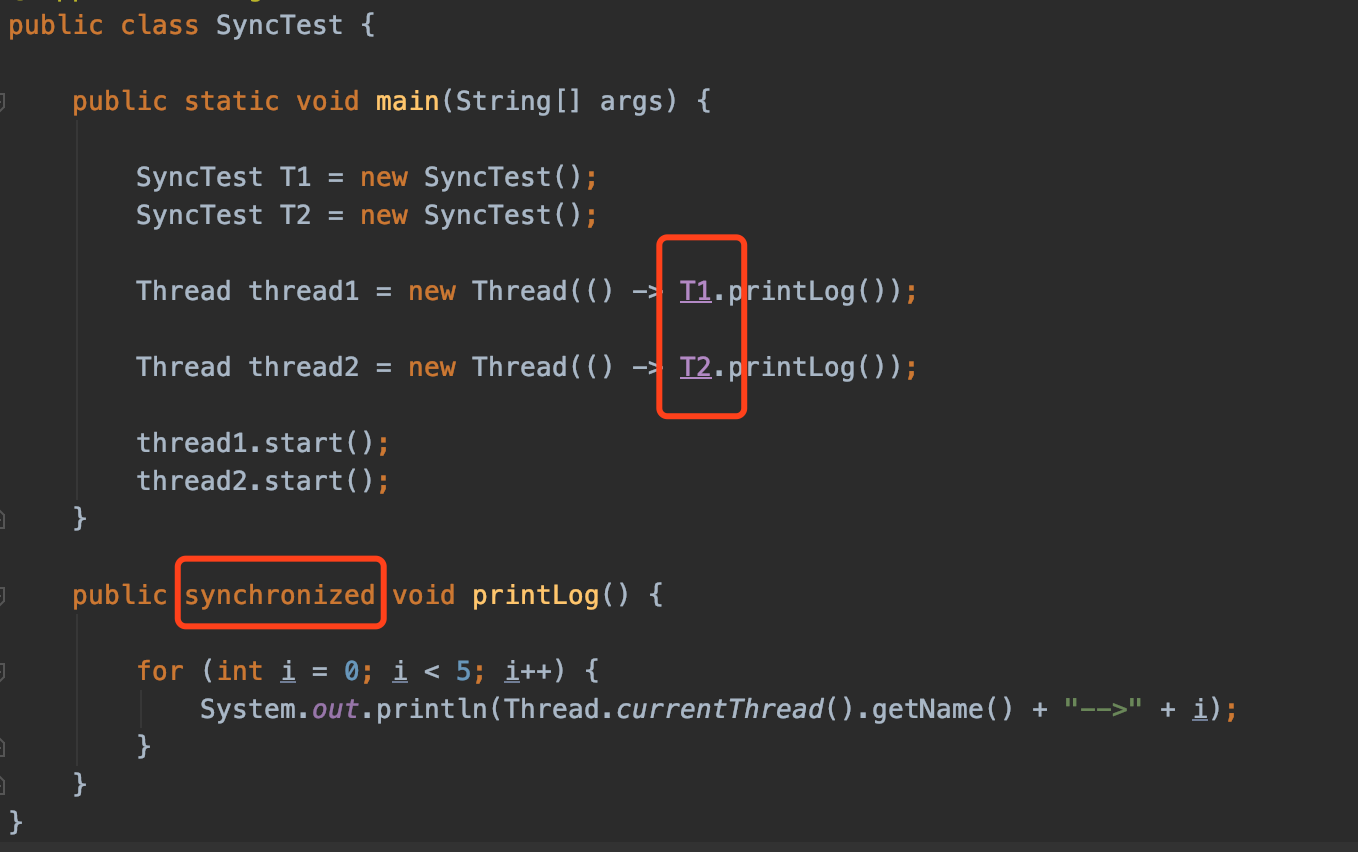 public class SyncTest {
public static void main(String[] args) {
SyncTest T1 = new SyncTest();
SyncTest T2 = new SyncTest();
Thread thread1 = new Thread(() -> T1.printLog());
Thread thread2 = new Thread(() -> T2.printLog());
thread1.start();
thread2.start();
}
public synchronized void printLog() {
for (int i = 0; i < 5; i++) {
System.out.println(Thread.currentThread().getName() + "-->" + i);
}
}
}